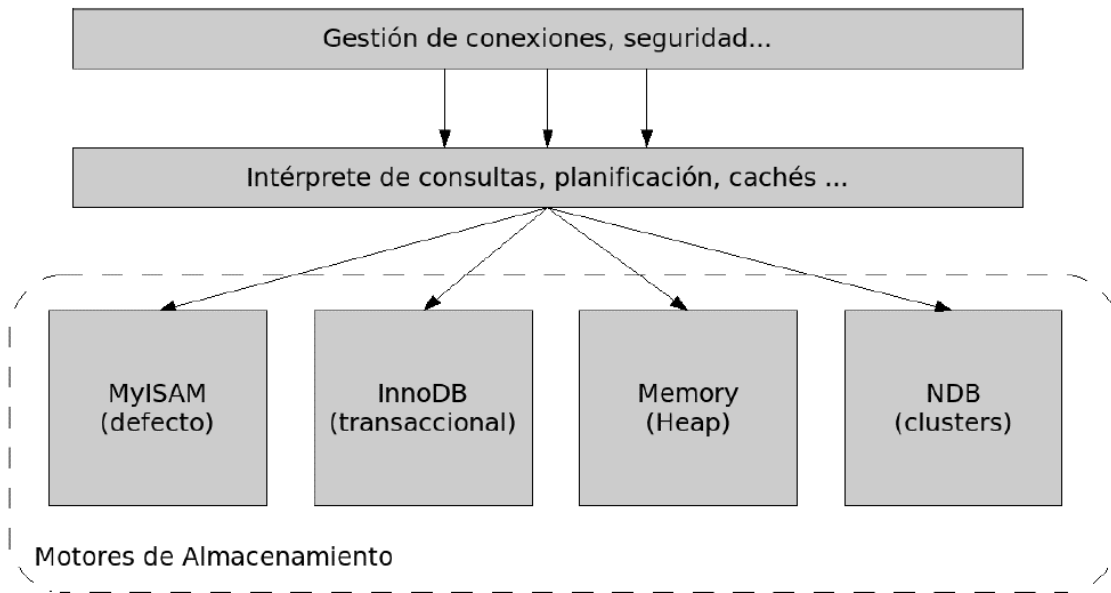 Gestión de conexiones, seguridad...
Intérprete de consultas, planificación, cachés ...
MyISAM
(defecto)
InnoDB
(transaccional)
Memory
(Heap)
NDB
(clusters)
Motores de Almacenamiento